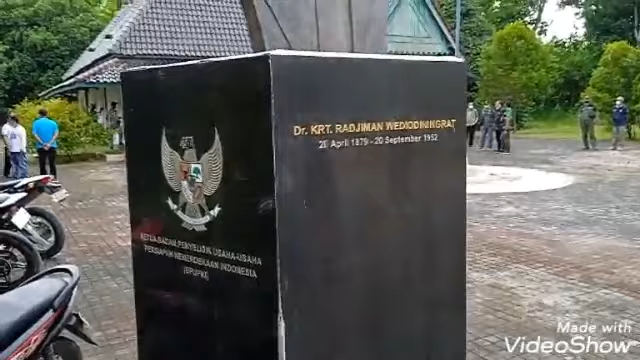 Dr. KRT. RADJIMAN WEDIODININGRAT
21 April 1879 - 20 September 1952
KETUA BADAN PENYELIDIK USAHA-USAHA
PERSIAPAN KEMERDEKAAN INDONESIA
(BPUPKI)
Made with
VideoShow